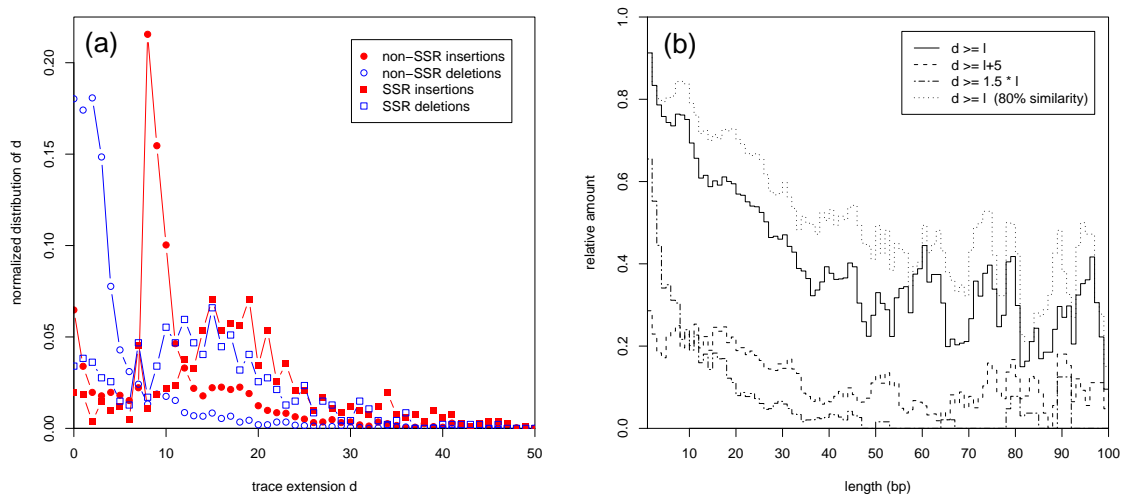 (a)
non−SSR insertions
non−SSR deletions
SSR insertions
SSR deletions
normalized distribution of d
0.00
0.05
0.10
0.15
0.20
0
10
20
30
40
50
trace extension d
(b)
d >= l
d >= l+5
d >= 1.5 * l
d >= l (80% similarity)
relative amount
0.0
0.2
0.4
0.6
0.8
1.0
10
20
30
40
50
60
70
80
90
100
length (bp)